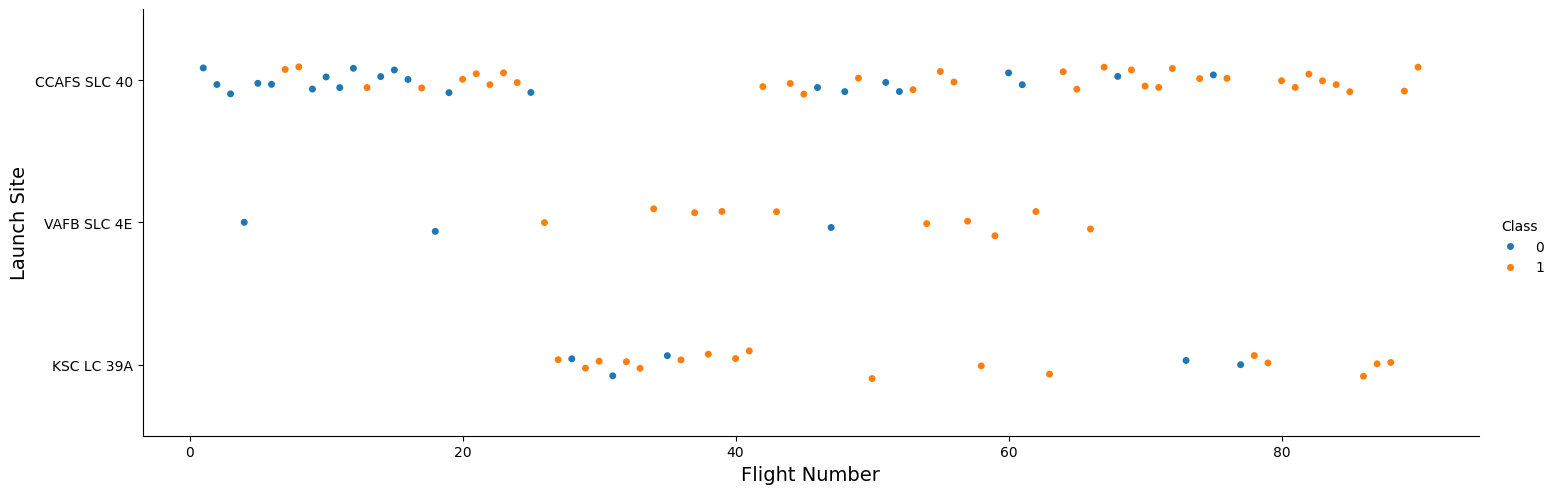 CCAFS SLC 40
VAFB SLC 4E
KSC LC 39A
Launch Site
0 20 40 60 80
Flight Number
Class
0
1